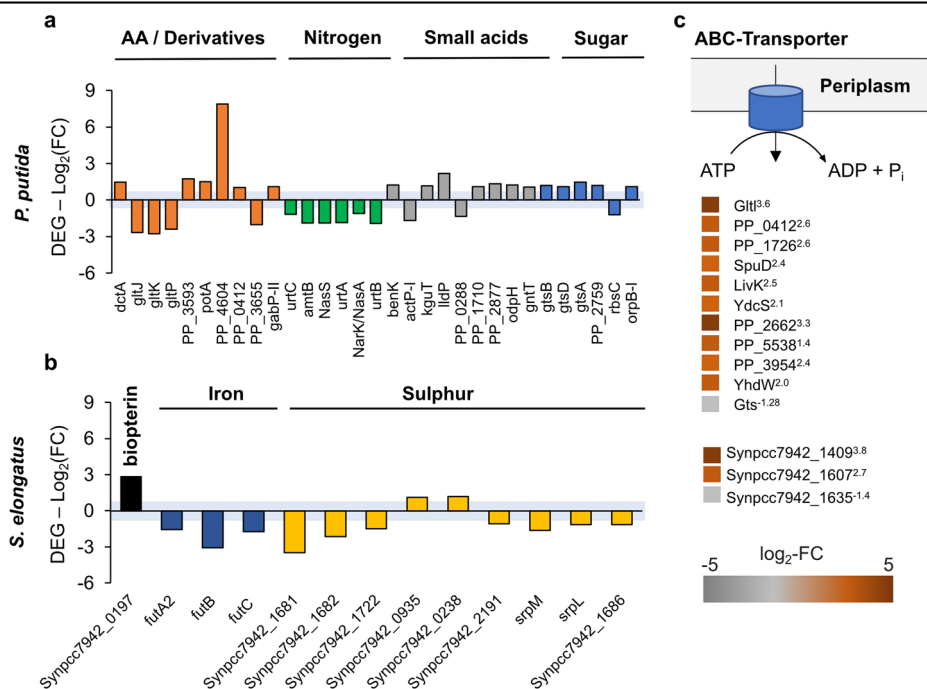 a
AA / Derivatives
Nitrogen
Small acids
Sugar
P. putida
DEG – Log2(FC)
9
6
3
0
-3
-6
dctA
gltJ
gltK
gltP
PP_3593
potA
PP_4604
PP_0412
PP_3655
gabP-II
urtC
amtB
NasS
urtA
NarK/NasA
urtB
benK
actP-I
kguT
lldP
PP_0288
PP_1710
PP_2877
odpH
gntT
gtsB
gtsD
gtsA
PP_2759
rbsC
orpB-I
b
Iron
Sulphur
S. elongatus
DEG – Log2(FC)
9
6
3
0
-3
-6
biopterin
Synpcc7942_0197
futA2
futB
futC
Synpcc7942_1681
Synpcc7942_1682
Synpcc7942_1722
Synpcc7942_0935
Synpcc7942_0238
Synpcc7942_2191
srpM
srpL
Synpcc7942_1686
c
ABC-Transporter
Periplasm
ATP
ADP + Pi
GltI3.6
PP_04122.6
PP_17262.6
SpuD2.4
LivK2.5
YdcS2.1
PP_26623.3
PP_55381.4
PP_39542.4
YhdW2.0
Gts-1.28
Synpcc7942_14093.8
Synpcc7942_16072.7
Synpcc7942_1635-1.4
log2-FC
-5
5